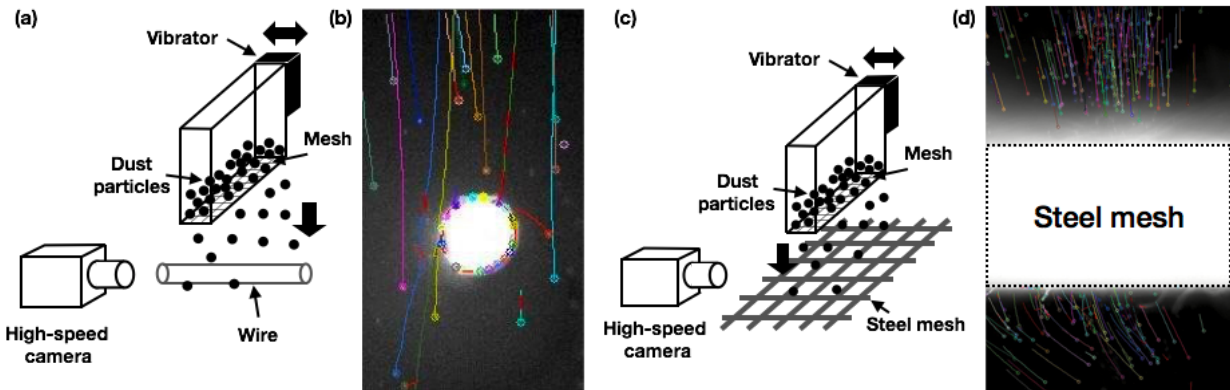 (a)
Vibrator
Mesh
Dust
particles
High-speed
camera
Wire
(b)
(c)
Vibrator
Mesh
Dust
particles
High-speed
camera
Steel mesh
(d)
Steel mesh